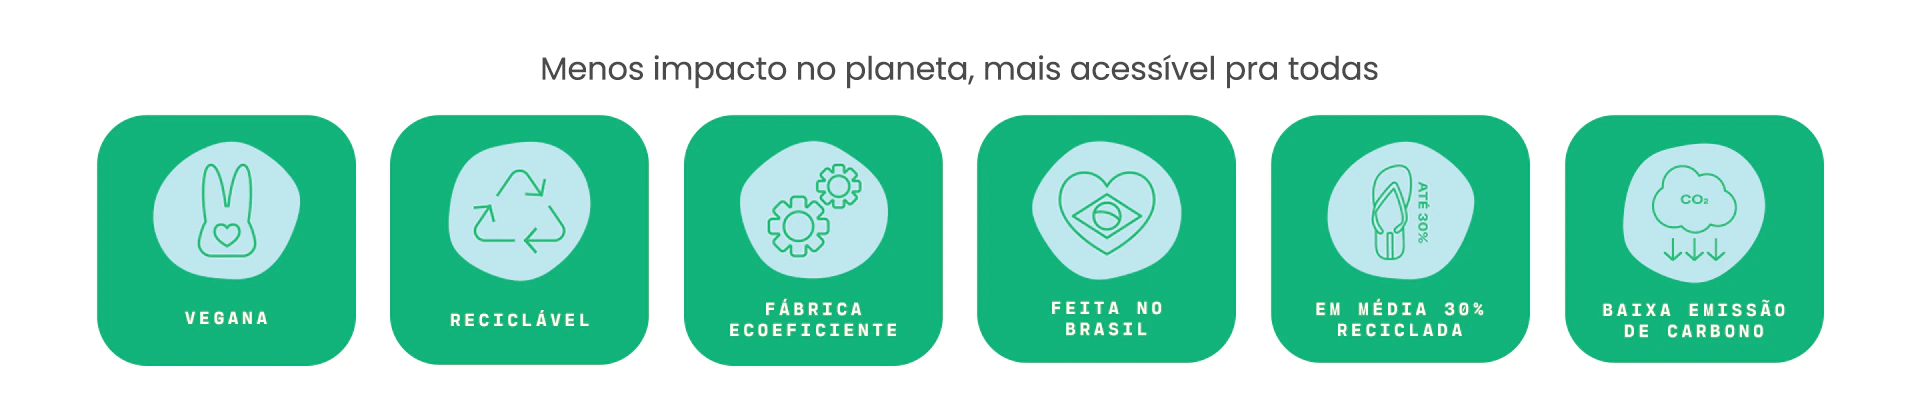 Menos impacto no planeta, mais acessível pra todas
VEGANA
RECICLÁVEL
FÁBRICA
ECOEFICIENTE
FEITA NO
BRASIL
ATÉ 30%
EM MÉDIA 30%
RECICLADA
CO₂
BAIXA EMISSÃO
DE CARBONO